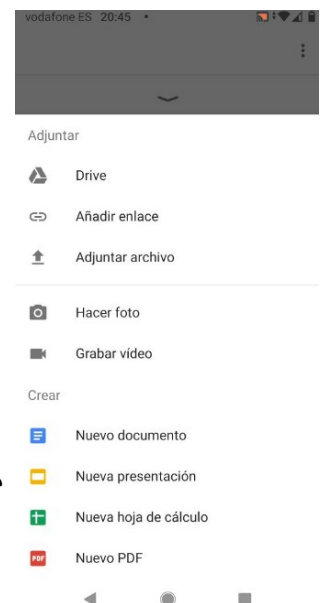 vodafone ES 20:45
Adjuntar
Drive
Añadir enlace
Adjuntar archivo
Hacer foto
Grabar vídeo
Crear
Nuevo documento
Nueva presentación
Nueva hoja de cálculo
PDF Nuevo PDF